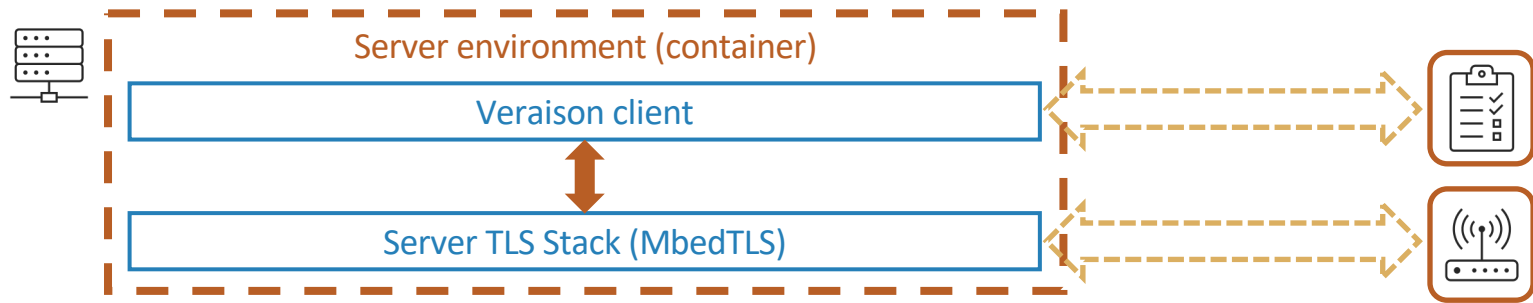 Server environment (container)
Veraison client
Server TLS Stack (MbedTLS)